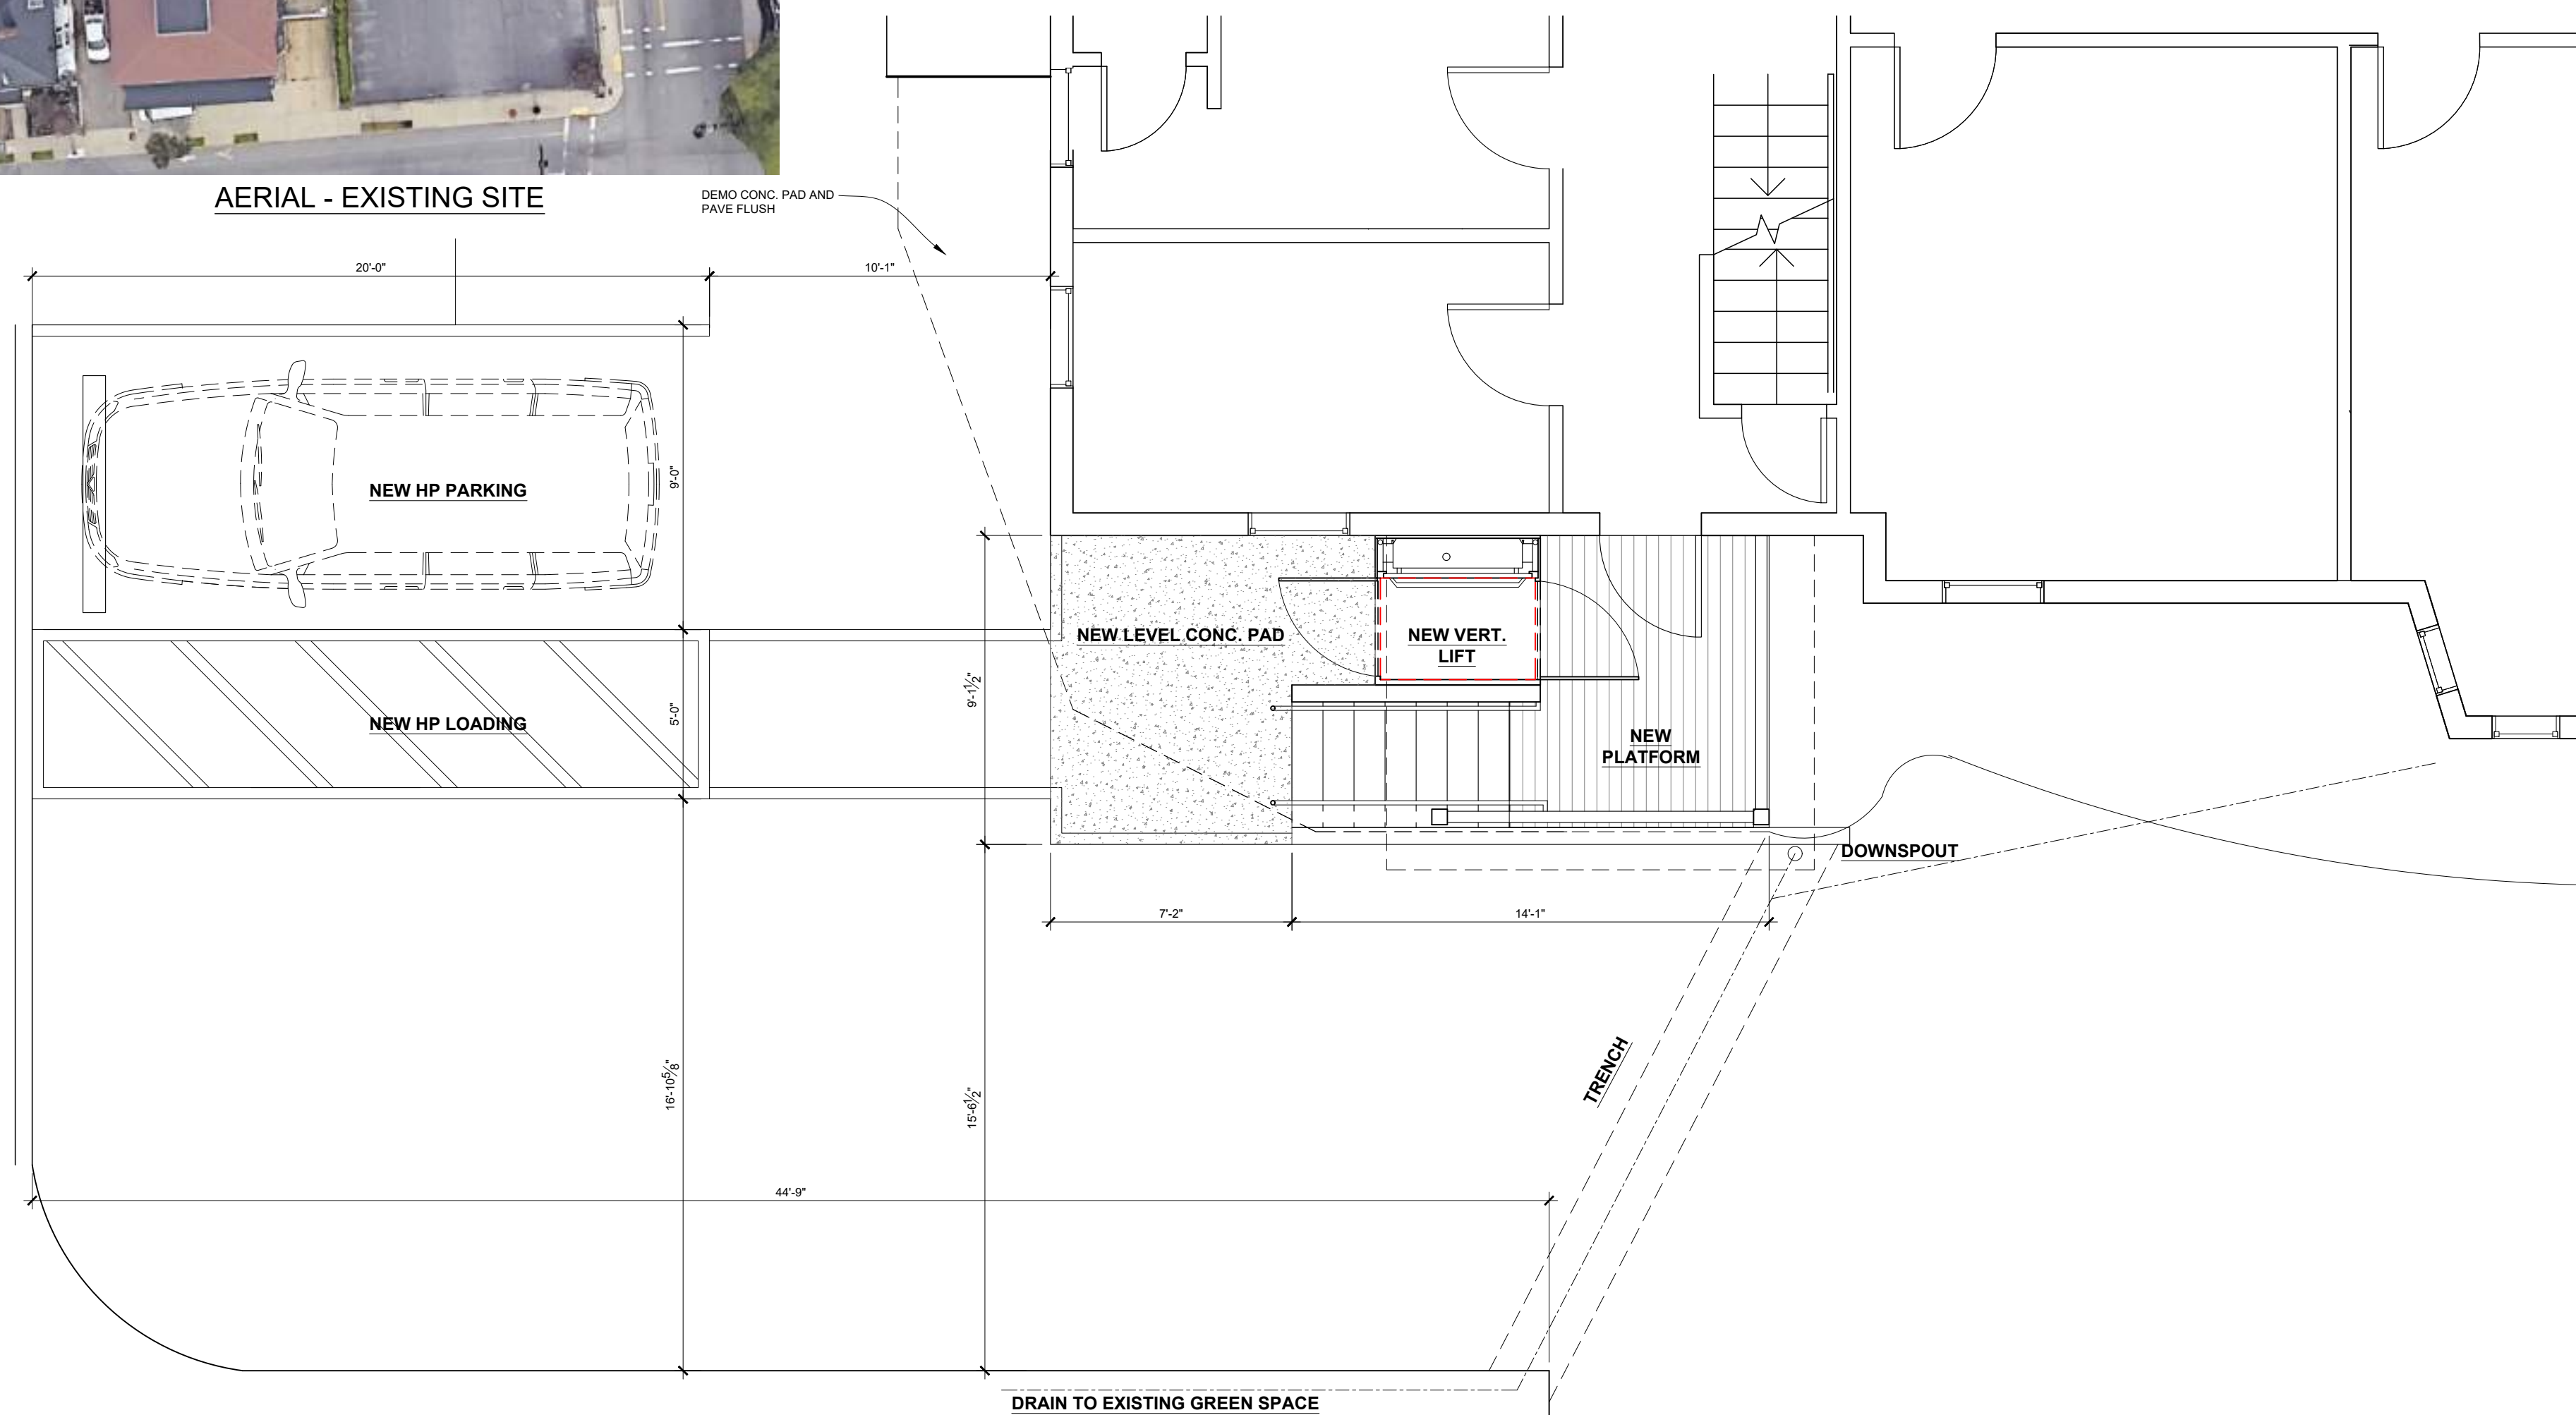 AERIAL - EXISTING SITE
DEMO CONC. PAD AND
PAVE FLUSH
20'-0"
10'-1"
NEW HP PARKING
9'-0"
NEW HP LOADING
5'-0"
NEW LEVEL CONC. PAD
NEW VERT.
LIFT
9'-1½"
NEW
PLATFORM
DOWNSPOUT
7'-2"
14'-1"
TRENCH
16'-10⅝"
15'-6½"
44'-9"
DRAIN TO EXISTING GREEN SPACE